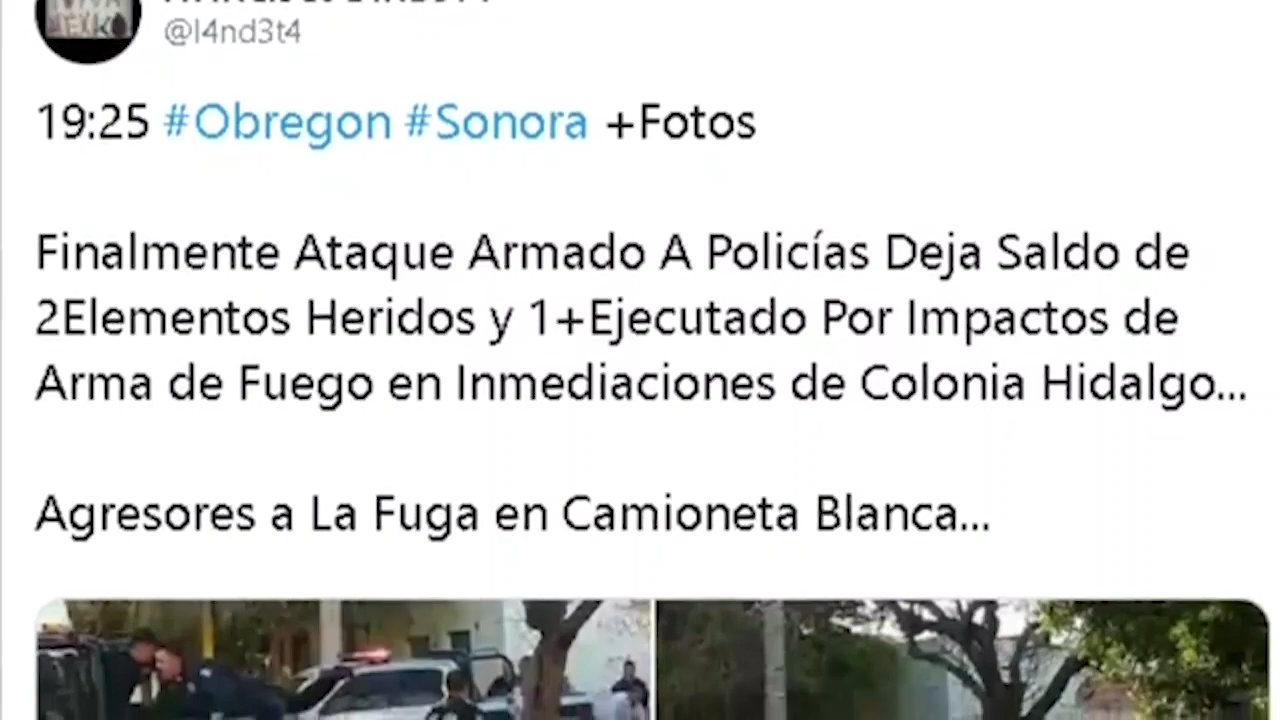 @l4nd3t4
19:25 #Obregon #Sonora +Fotos
Finalmente Ataque Armado A Policías Deja Saldo de
2Elementos Heridos y 1+Ejecutado Por Impactos de
Arma de Fuego en Inmediaciones de Colonia Hidalgo...
Agresores a La Fuga en Camioneta Blanca...